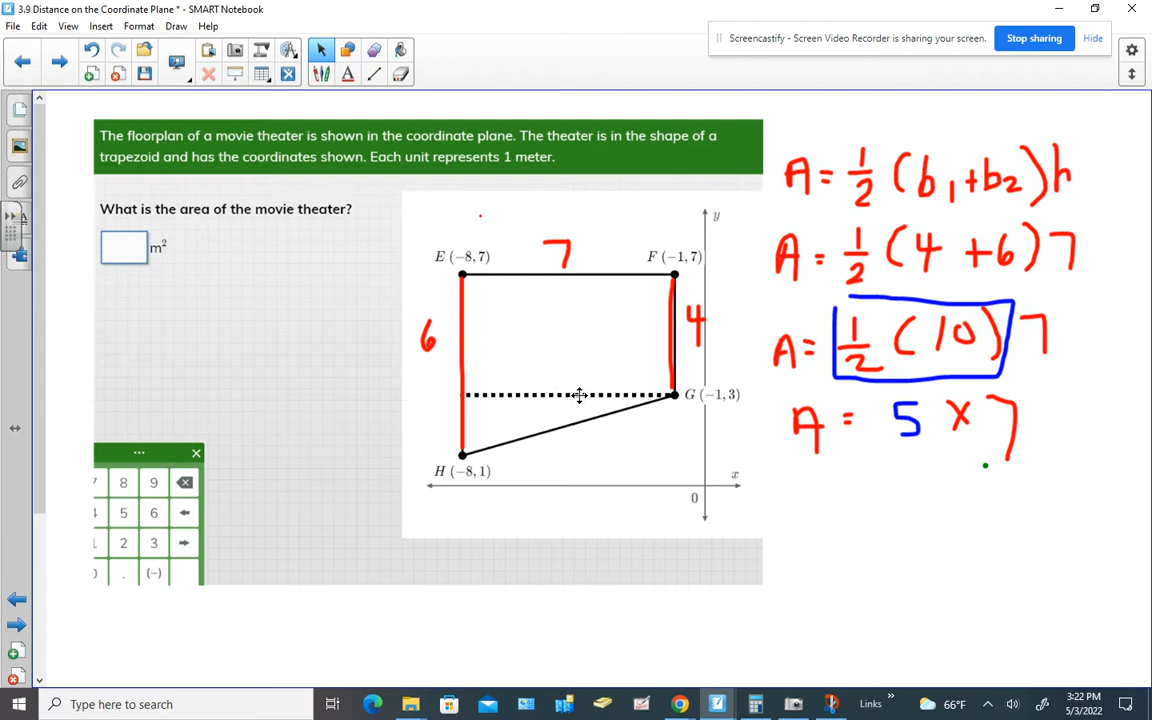 3.9 Distance on the Coordinate Plane * - SMART Notebook
File Edit View Insert Format Draw Help
Screencastify - Screen Video Recorder is sharing your screen.
Stop sharing
Hide
The floorplan of a movie theater is shown in the coordinate plane. The theater is in the shape of a
trapezoid and has the coordinates shown. Each unit represents 1 meter.
What is the area of the movie theater?
m²
y
7
E (−8, 7) F (−1, 7)
6
4
G (−1, 3)
H (−8, 1)
x
0
A = 1/2 (b₁+b₂)h
A = 1/2 (4 +6)7
A = 1/2 (10) 7
A = 5 x 7
7 8 9
4 5 6
1 2 3
0 . (−)
Type here to search
Links
66°F
3:22 PM
5/3/2022